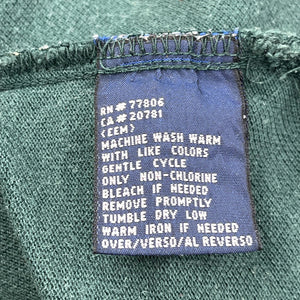 RN# 77806
CA# 20781
(EEM)
MACHINE WASH WARM
WITH LIKE COLORS
GENTLE CYCLE
ONLY NON-CHLORINE
BLEACH IF NEEDED
REMOVE PROMPTLY
TUMBLE DRY LOW
WARM IRON IF NEEDED
OVER/VERSO/AL REVERSO